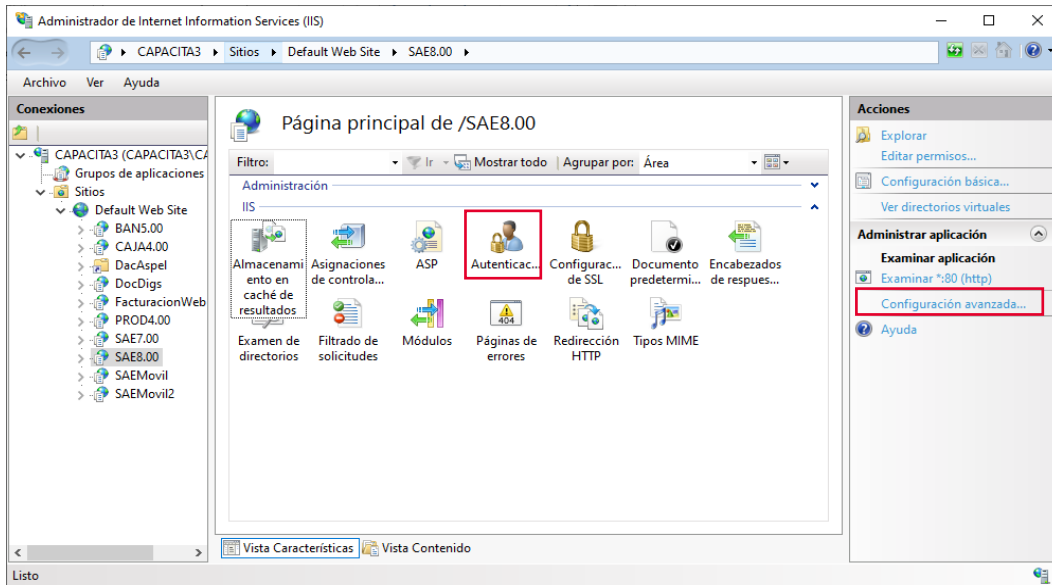 Administrador de Internet Information Services (IIS)
CAPACITA3 Sitios Default Web Site SAE8.00
Archivo Ver Ayuda
Conexiones
CAPACITA3 (CAPACITA3\CA
Grupos de aplicaciones
Sitios
Default Web Site
BAN5.00
CAJA4.00
DacAspel
DocDigs
FacturacionWeb
PROD4.00
SAE7.00
SAE8.00
SAEMovil
SAEMovil2
Página principal de /SAE8.00
Filtro: Ir Mostrar todo Agrupar por: Área
Administración
IIS
Almacenami
ento en
caché de
resultados
Asignaciones
de controla...
ASP
Autenticac...
Configurac...
de SSL
Documento
predetermi...
Encabezados
de respues...
Examen de
directorios
Filtrado de
solicitudes
Módulos
404
Páginas de
errores
Redirección
HTTP
Tipos MIME
Vista Características Vista Contenido
Acciones
Explorar
Editar permisos...
Configuración básica...
Ver directorios virtuales
Administrar aplicación
Examinar aplicación
Examinar *:80 (http)
Configuración avanzada...
Ayuda
Listo